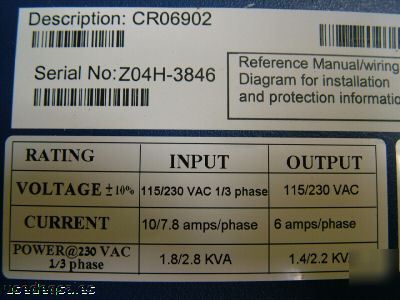 Description: CR06902
Serial No: Z04H-3846
Reference Manual/wiring
Diagram for installation
and protection informatio
RATING INPUT OUTPUT
VOLTAGE ± 10% 115/230 VAC 1/3 phase 115/230 VAC
CURRENT 10/7.8 amps/phase 6 amps/phase
POWER@230 VAC 1/3 phase 1.8/2.8 KVA 1.4/2.2 KVA